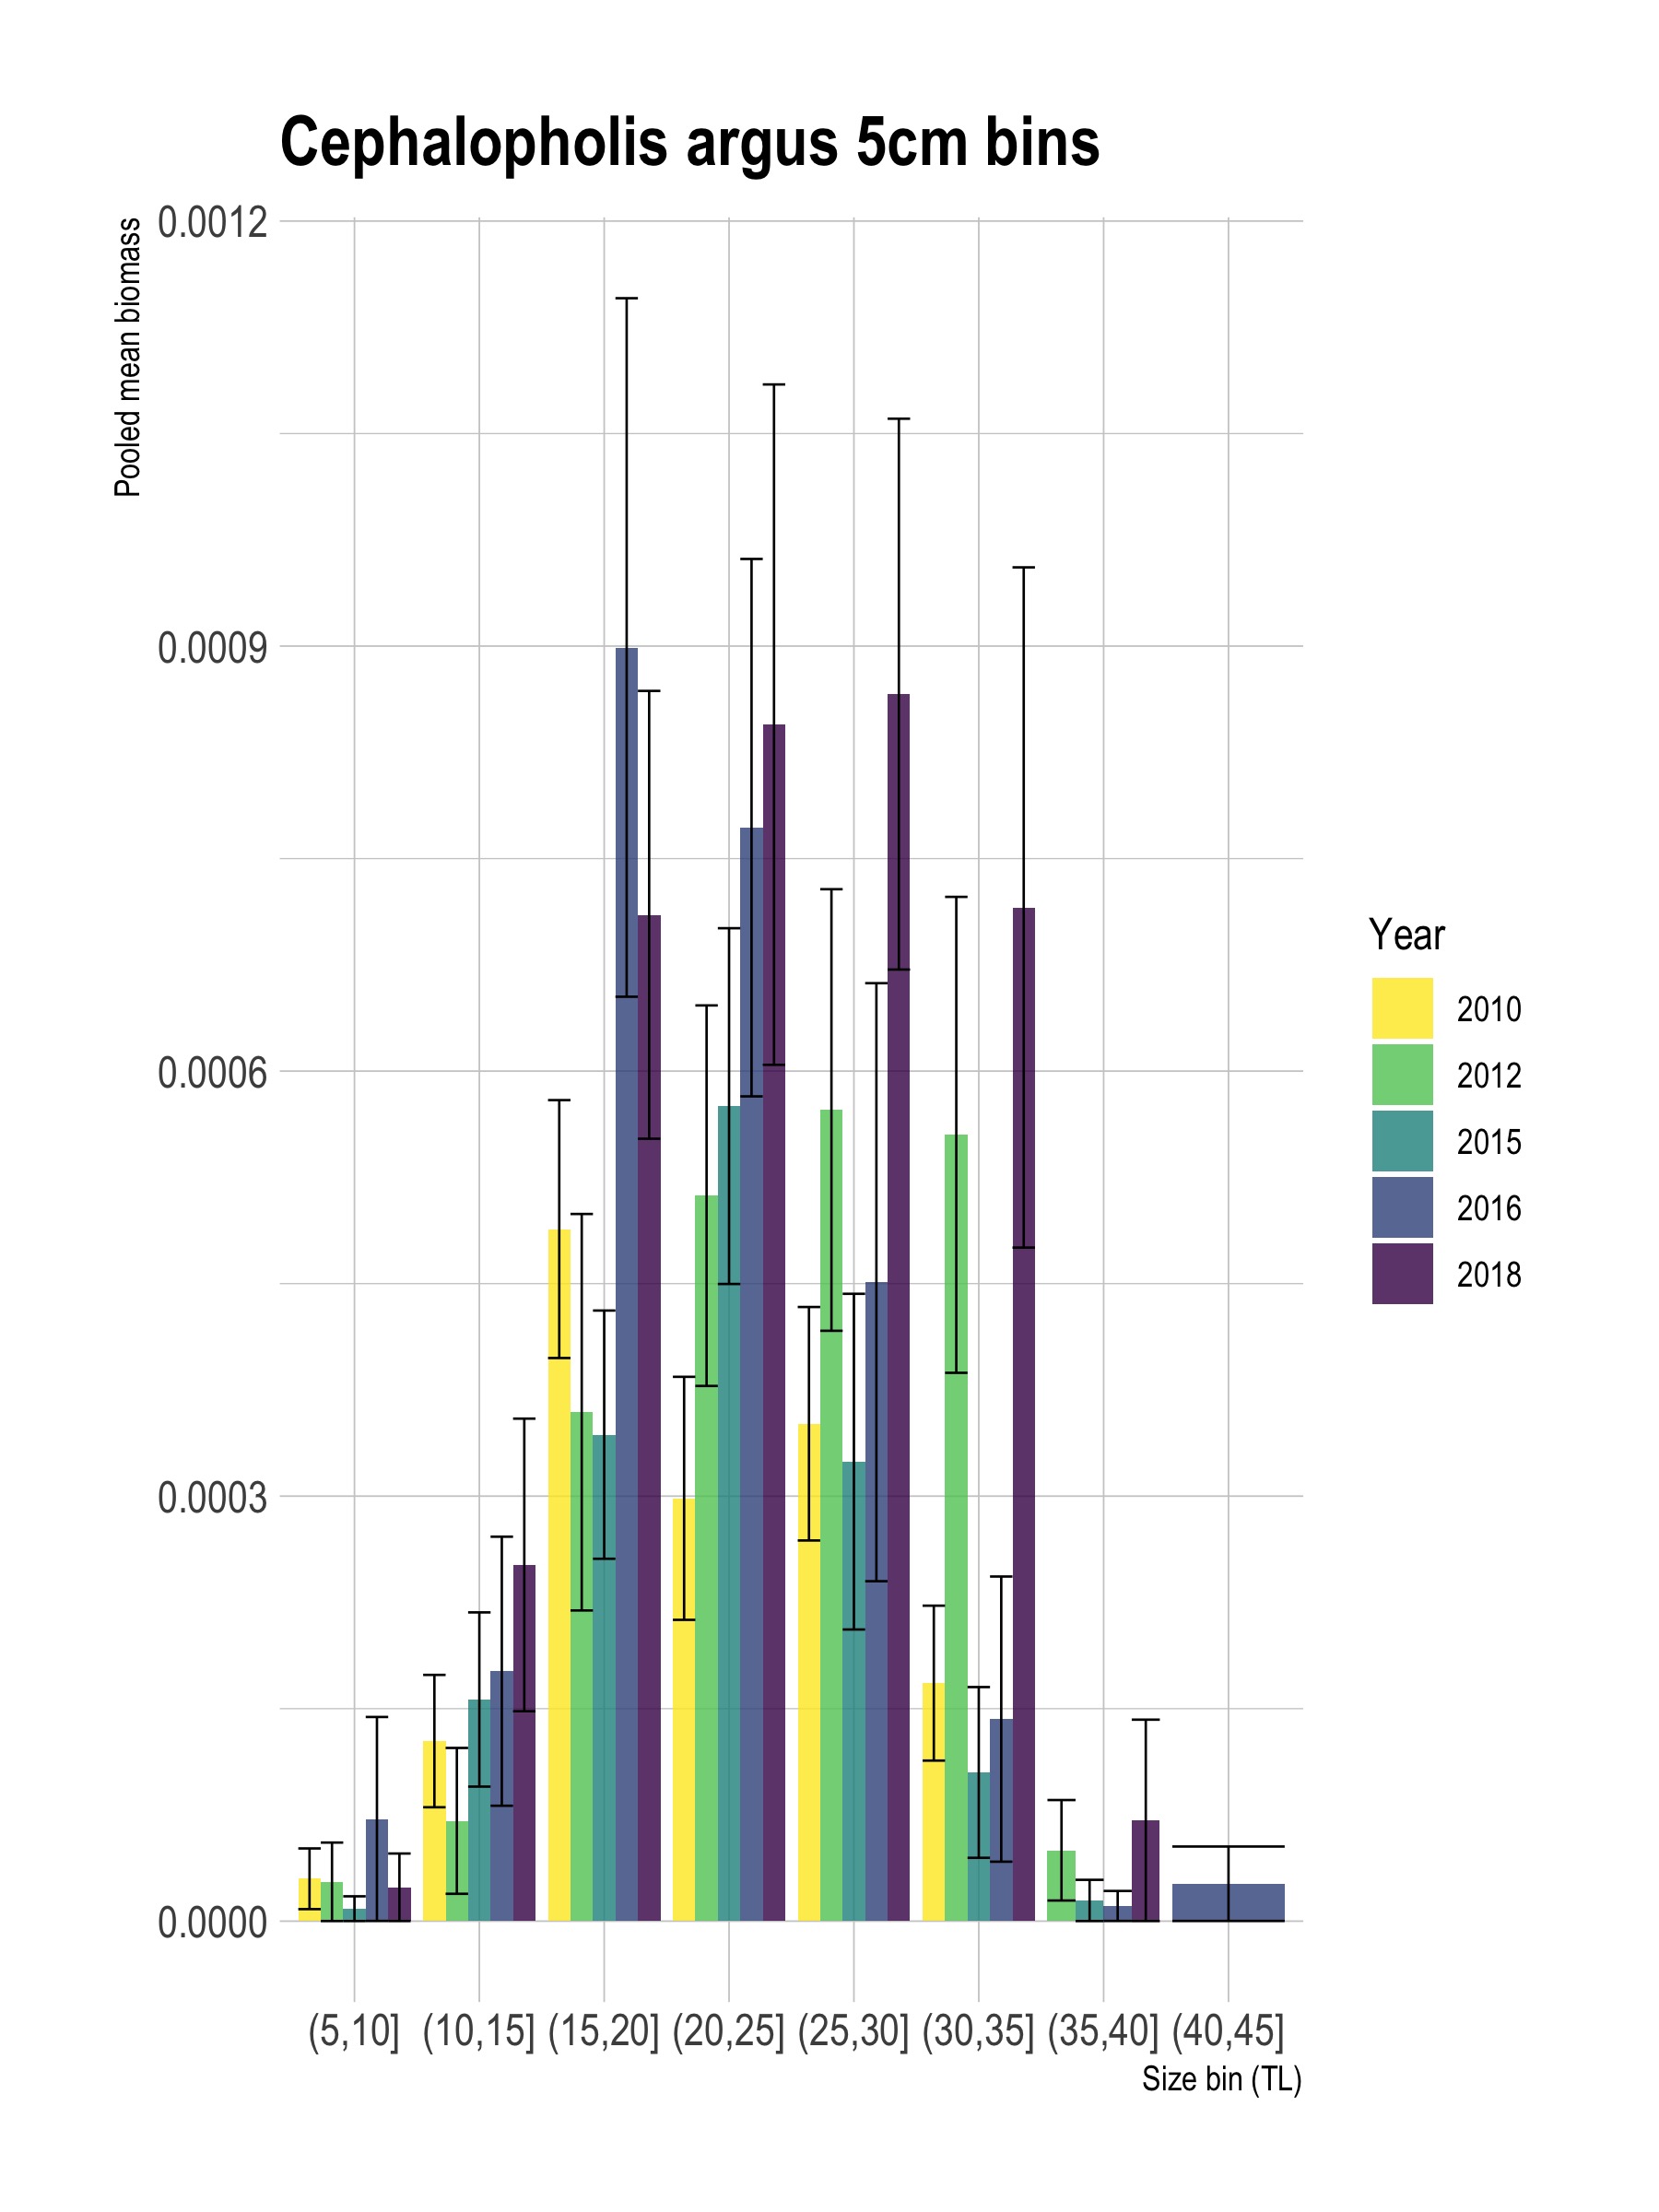 Cephalopholis argus 5cm bins
Pooled mean biomass
0.0012
0.0009
0.0006
0.0003
0.0000
(5,10] (10,15] (15,20] (20,25] (25,30] (30,35] (35,40] (40,45]
Size bin (TL)
Year
2010
2012
2015
2016
2018